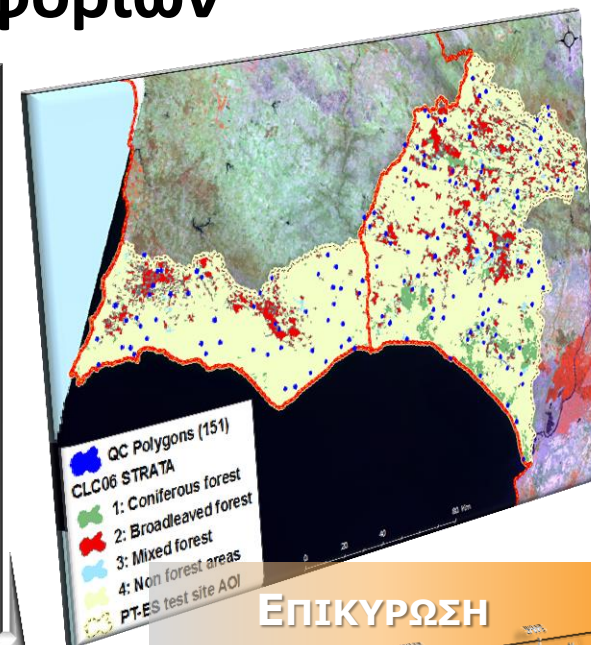 φοριών
QC Polygons (151)
CLC06 STRATA
1: Coniferous forest
2: Broadleaved forest
3: Mixed forest
4: Non forest areas
PT-ES test site AOI
0 20 40 80 Km
ΕΠΙΚΥΡΩΣΗ